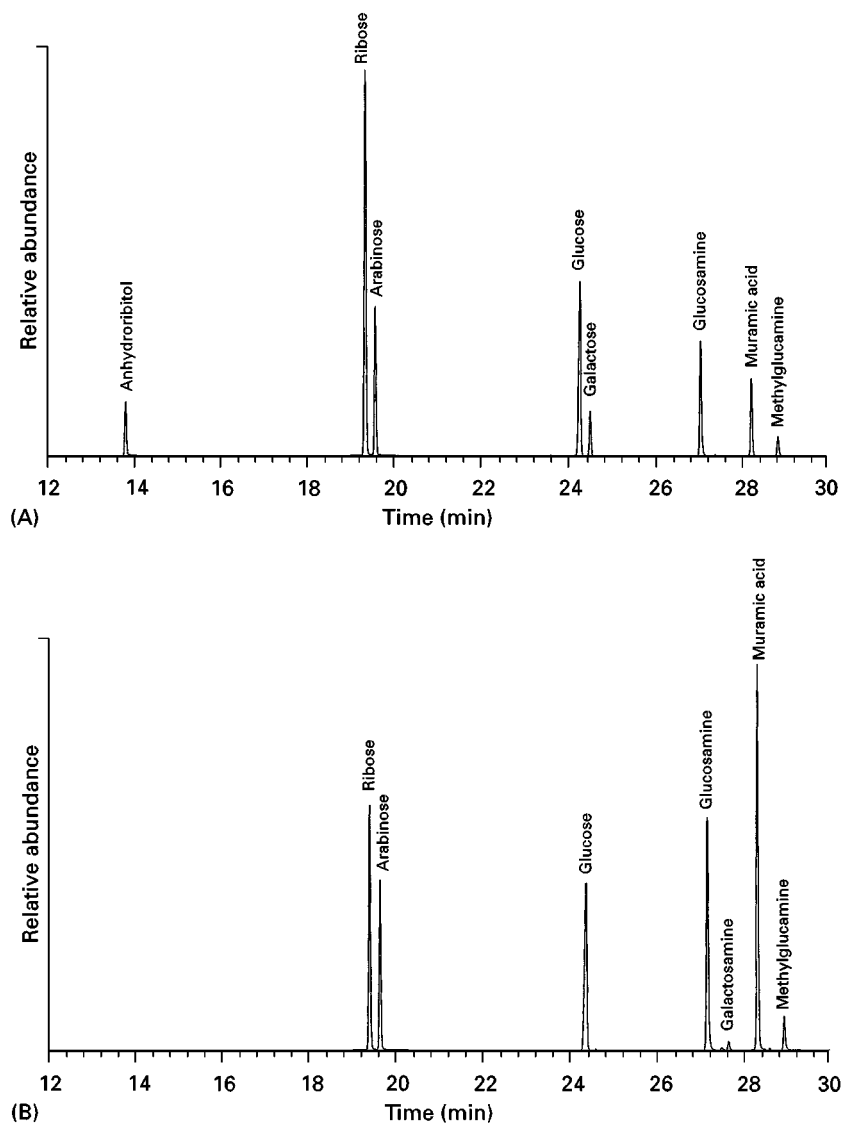 Relative abundance
Anhydroribitol
Ribose
Arabinose
Glucose
Galactose
Glucosamine
Muramic acid
Methylglucamine
12 14 16 18 20 22 24 26 28 30
(A)
Time (min)
Relative abundance
Ribose
Arabinose
Glucose
Glucosamine
Galactosamine
Muramic acid
Methylglucamine
12 14 16 18 20 22 24 26 28 30
(B)
Time (min)